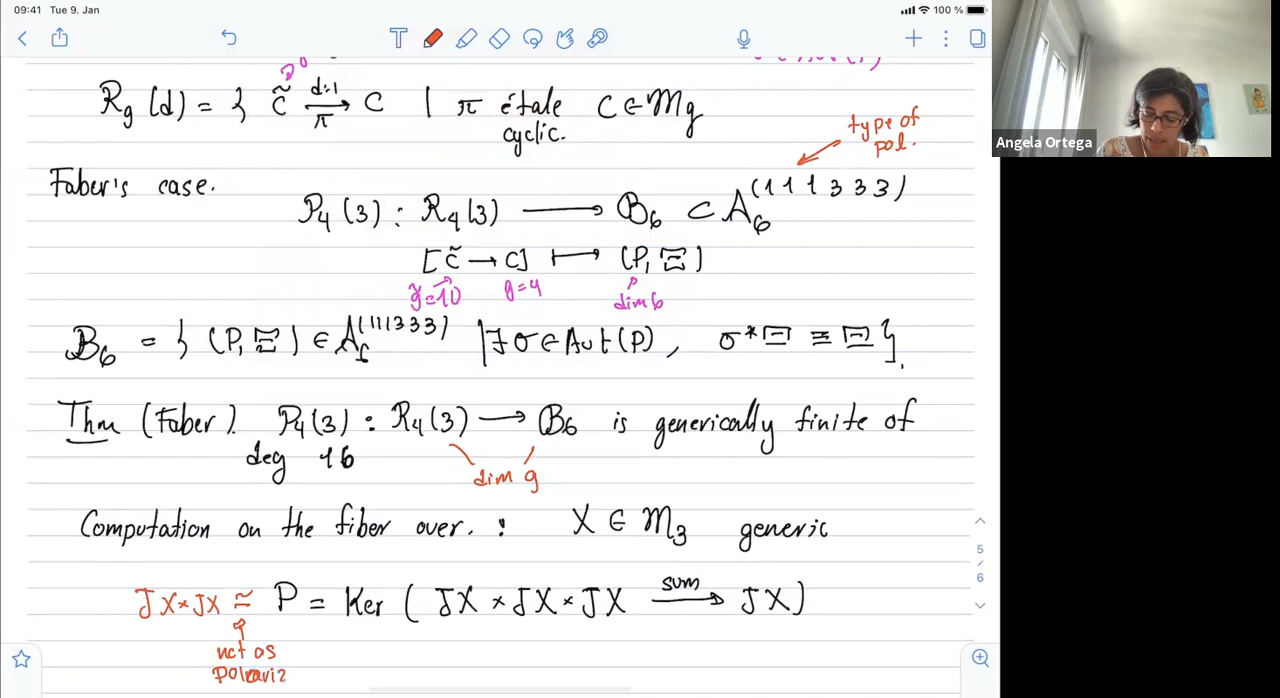 09:41 Tue 9. Jan
100 %
R_g (d) = { C̃ →^{d:1}_π C | π étale cyclic. C ∈ M_g
type of pol.
Faber's case.
P_4 (3) : R_4 (3) ⟶ B_6 ⊂ A_6^{(1 1 1 3 3 3)}
[C̃ → C] ⟼ (P, Ξ)
g̃=10 g=4 dim 6
B_6 = { (P, Ξ) ∈ A_6^{(111333)} | ∃ σ ∈ Aut (P), σ*Ξ ≡ Ξ }.
Thm (Faber). P_4 (3) : R_4 (3) ⟶ B_6 is generically finite of
deg 16
dim 9
Computation on the fiber over. : X ∈ M_3 generic
JX × JX ≅ P = Ker ( JX × JX × JX →^{sum} JX )
not as
polariz
5
/
6
Angela Ortega